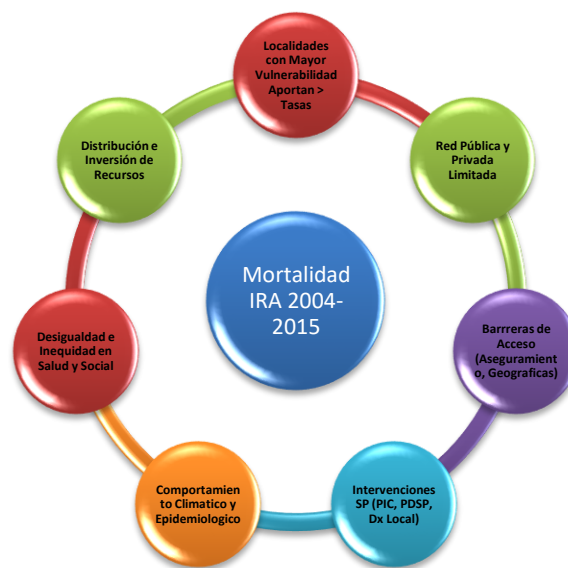 Localidades
con Mayor
Vulnerabilidad
Aportan >
Tasas
Red Pública y
Privada
Limitada
Barrreras de
Acceso
(Aseguramient
o, Geograficas)
Intervenciones
SP (PIC, PDSP,
Dx Local)
Comportamien
to Climatico y
Epidemiologico
Desigualdad e
Inequidad en
Salud y Social
Distribución e
Inversión de
Recursos
Mortalidad
IRA 2004-
2015